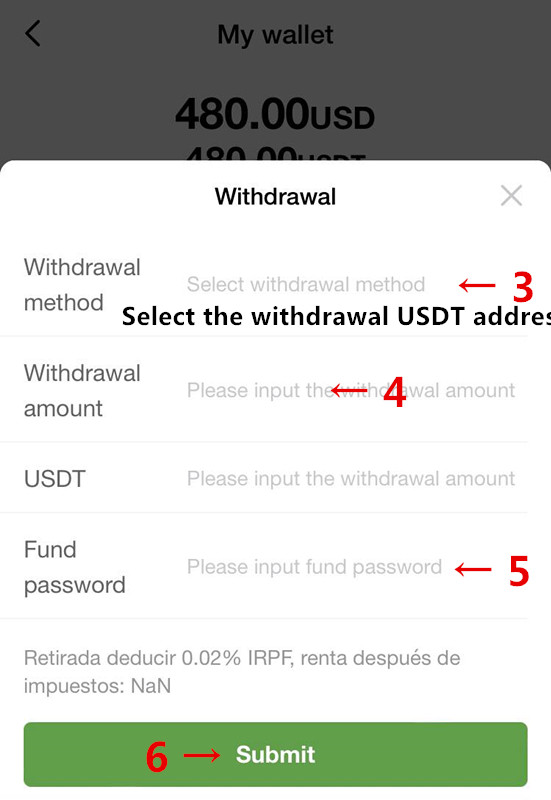 My wallet
480.00USD
480.00USDT
Withdrawal
Withdrawal
method
Select withdrawal method
← 3
Select the withdrawal USDT addres
Withdrawal
amount
Please input the withdrawal amount
← 4
USDT
Please input the withdrawal amount
Fund
password
Please input fund password
← 5
Retirada deducir 0.02% IRPF, renta después de
impuestos: NaN
6 → Submit